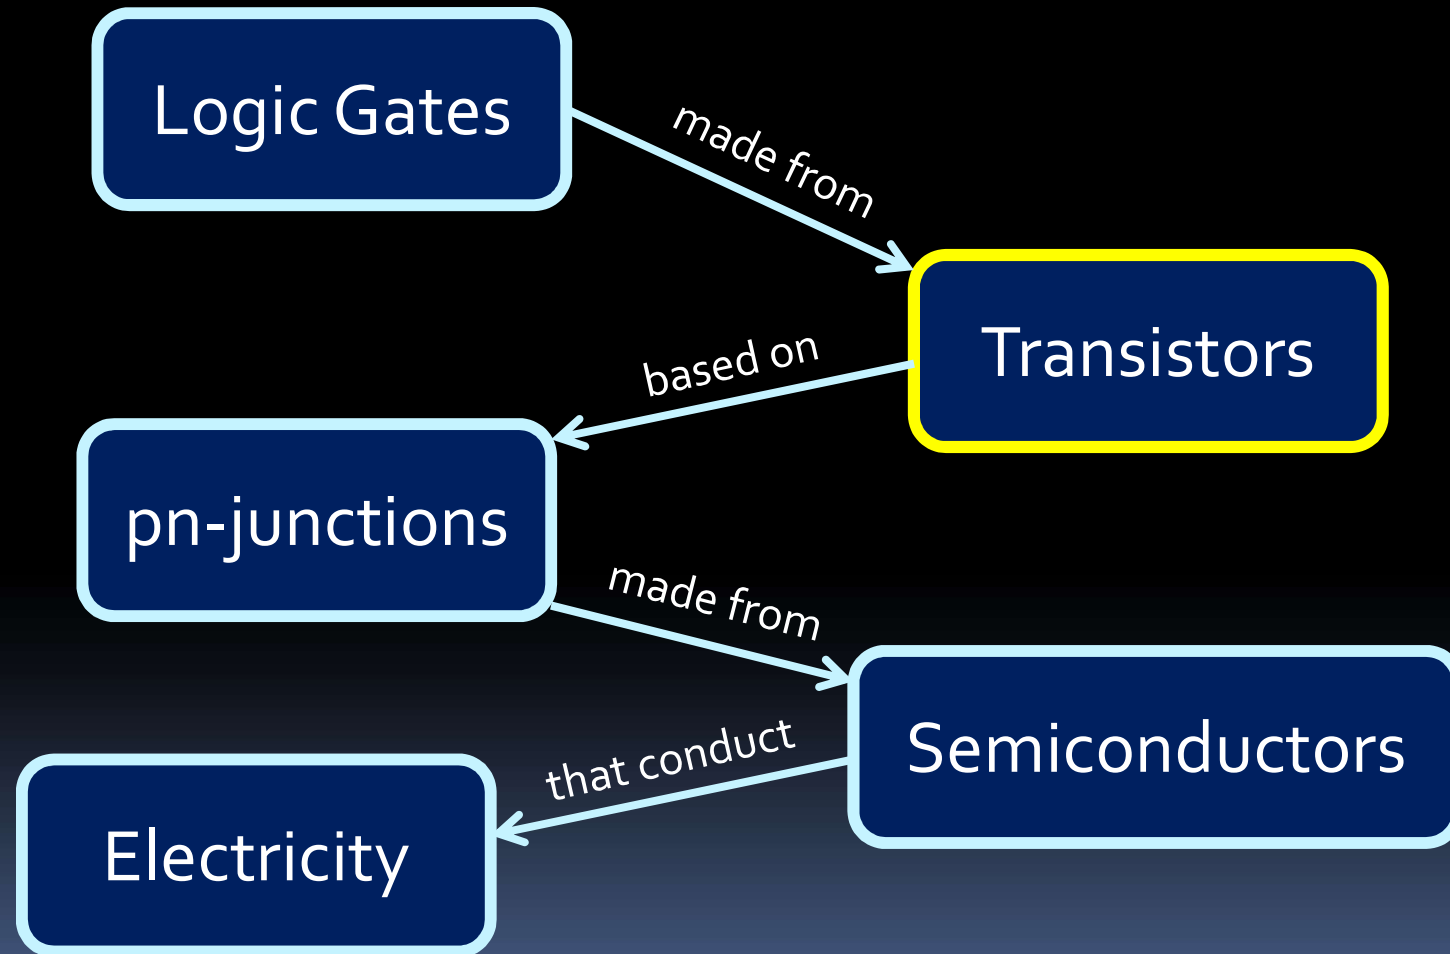 Logic Gates
made from
Transistors
based on
pn-junctions
made from
Semiconductors
that conduct
Electricity